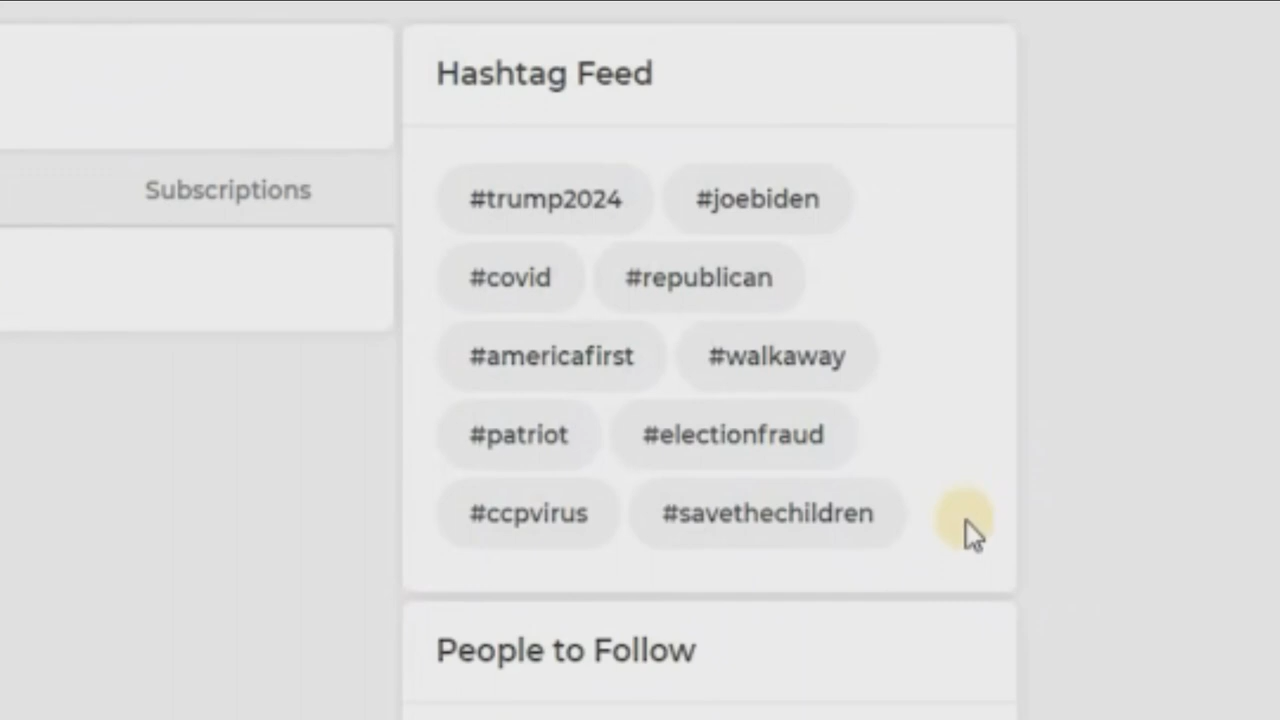 Hashtag Feed
Subscriptions
#trump2024 #joebiden
#covid #republican
#americafirst #walkaway
#patriot #electionfraud
#ccpvirus #savethechildren
People to Follow